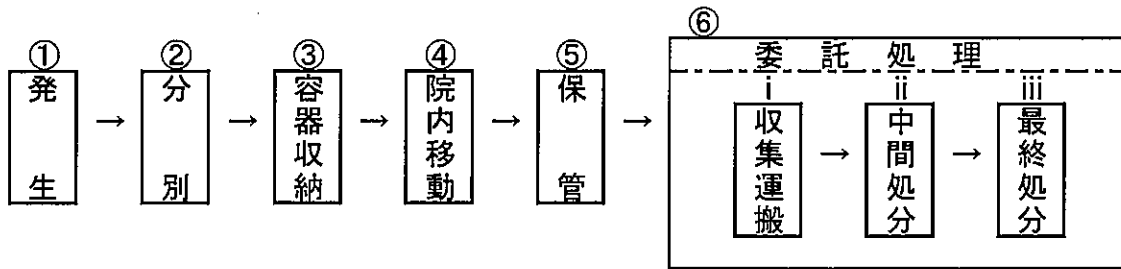 ① 発生
→
② 分別
→
③ 容器収納
→
④ 院内移動
→
⑤ 保管
→
⑥ 委託処理
i 収集運搬
→
ii 中間処分
→
iii 最終処分